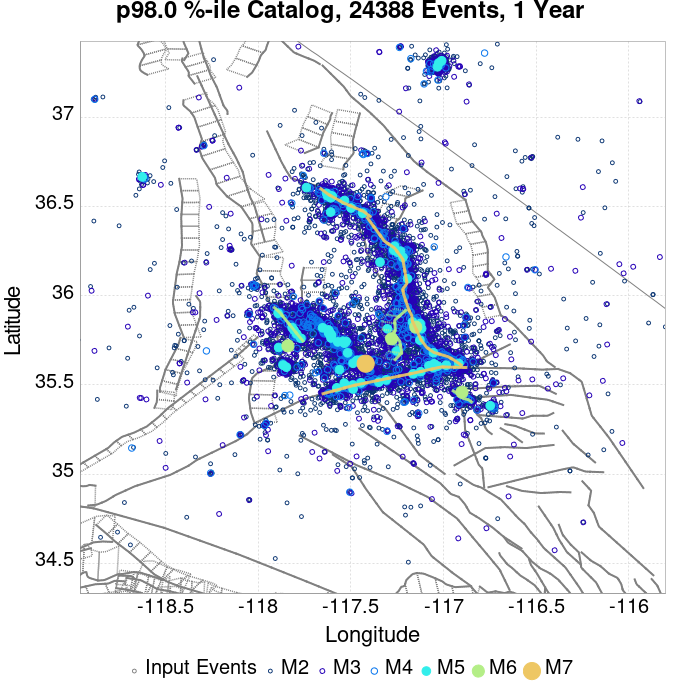 p98.0 %-ile Catalog, 24388 Events, 1 Year
37
36.5
36
35.5
35
34.5
Latitude
-118.5 -118 -117.5 -117 -116.5 -116
Longitude
Input Events M2 M3 M4 M5 M6 M7